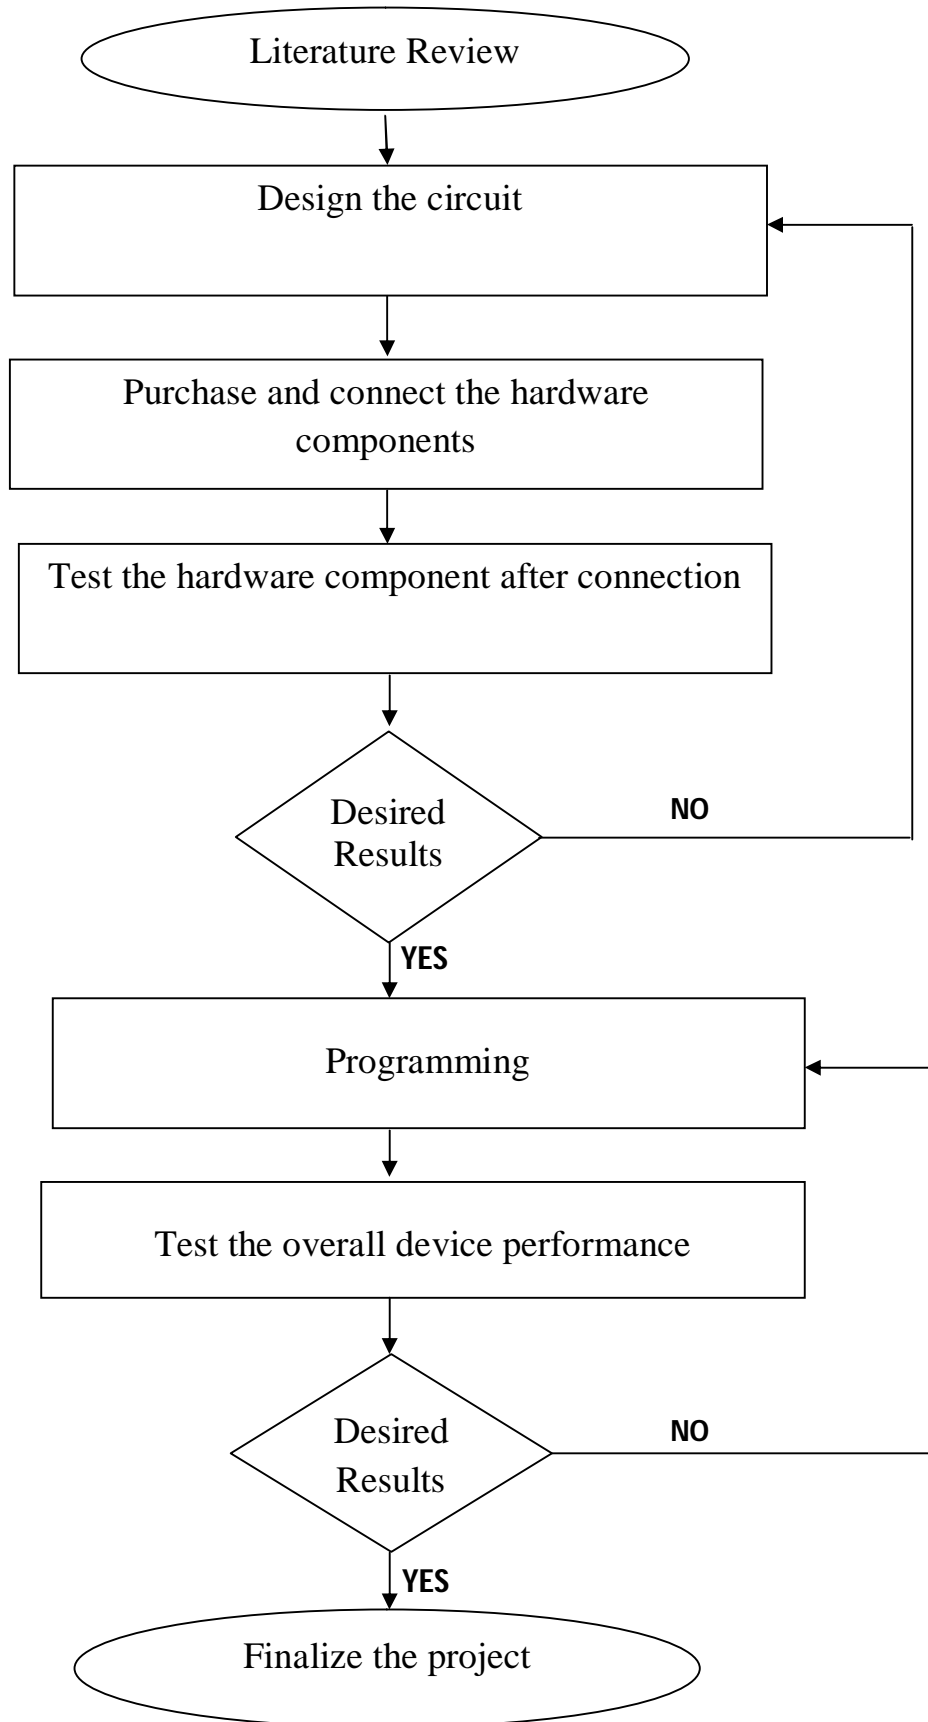 Literature Review
Design the circuit
Purchase and connect the hardware
components
Test the hardware component after connection
Desired
Results
NO
YES
Programming
Test the overall device performance
Desired
Results
NO
YES
Finalize the project